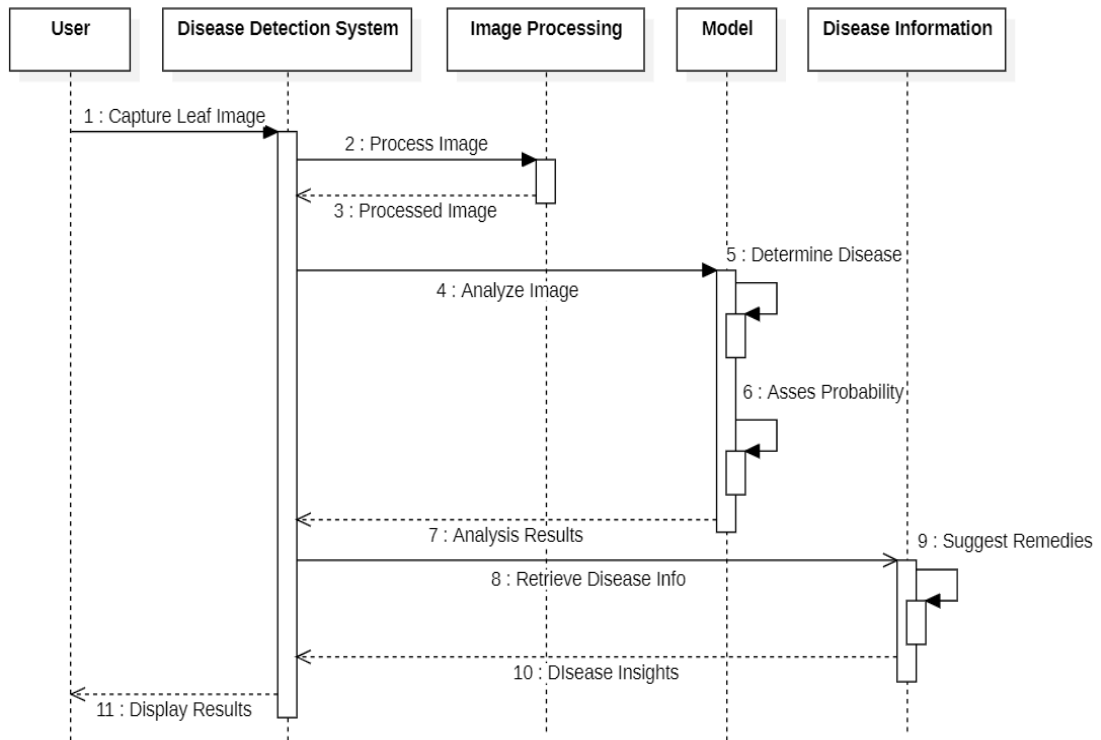 User
Disease Detection System
Image Processing
Model
Disease Information
1 : Capture Leaf Image
2 : Process Image
3 : Processed Image
5 : Determine Disease
4 : Analyze Image
6 : Asses Probability
7 : Analysis Results
9 : Suggest Remedies
8 : Retrieve Disease Info
10 : DIsease Insights
11 : Display Results